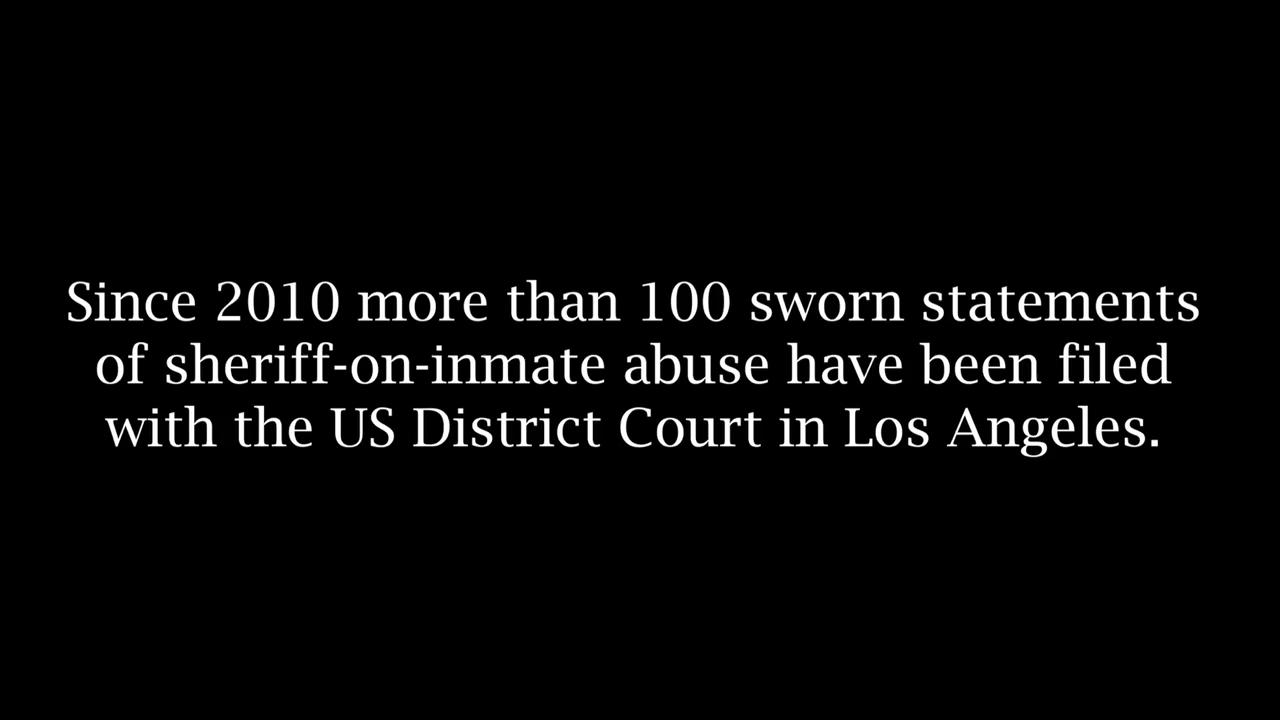 Since 2010 more than 100 sworn statements
of sheriff-on-inmate abuse have been filed
with the US District Court in Los Angeles.